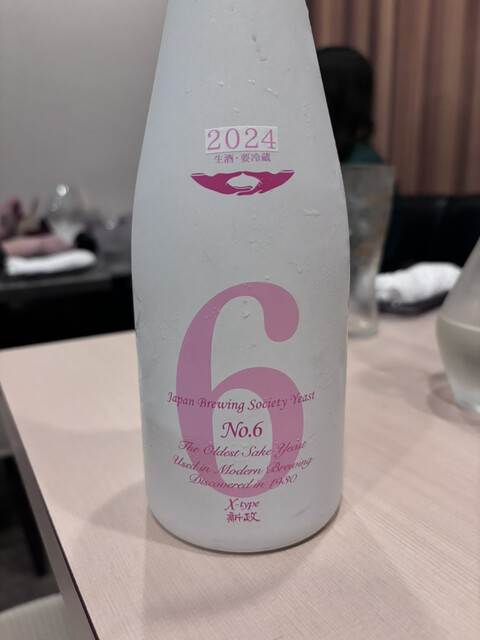 2024
生酒・要冷蔵
6
Japan Brewing Society Yeast
No.6
The Oldest Sake Yeast
Used in Modern Brewing
Discovered in 1930
X-type
新政